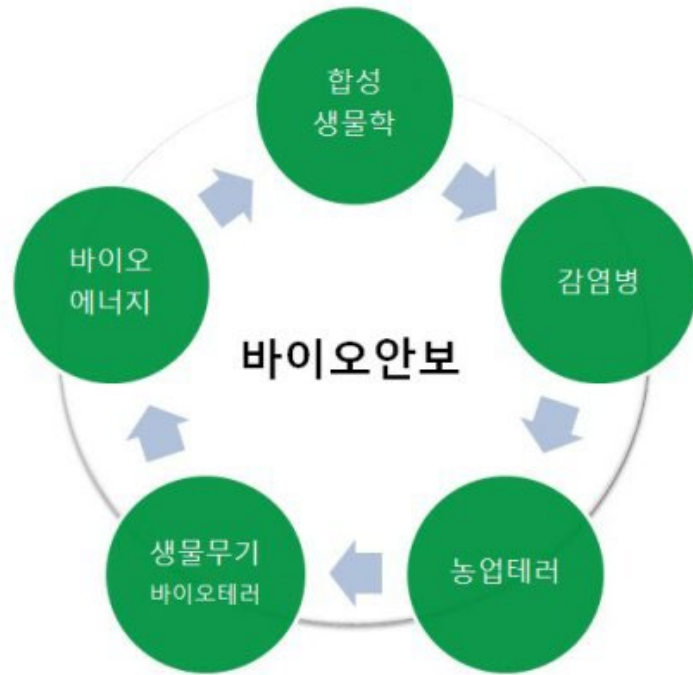 합성
생물학
감염병
농업테러
생물무기
바이오테러
바이오
에너지
바이오안보